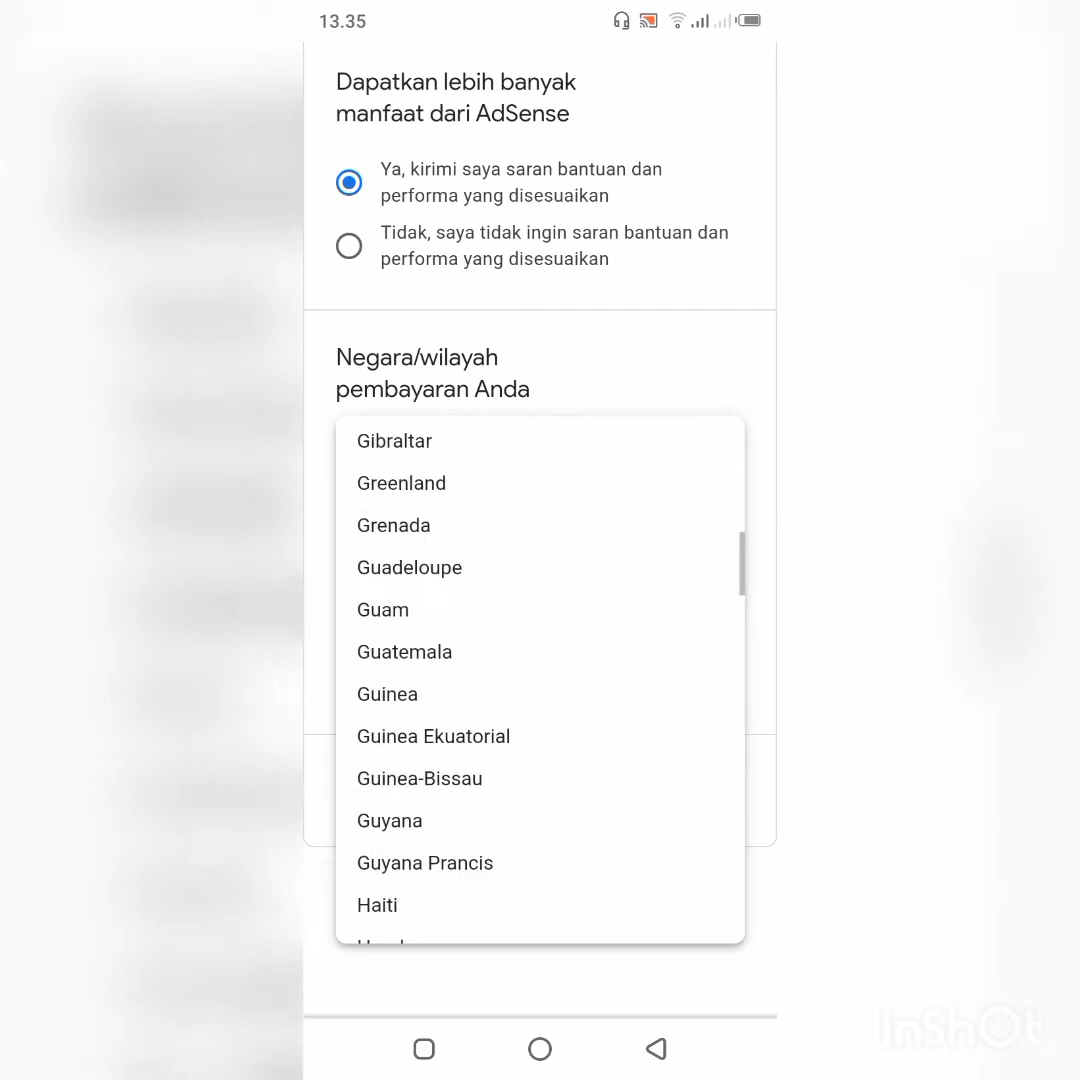 13.35
Dapatkan lebih banyak
manfaat dari AdSense
Ya, kirimi saya saran bantuan dan
performa yang disesuaikan
Tidak, saya tidak ingin saran bantuan dan
performa yang disesuaikan
Negara/wilayah
pembayaran Anda
Gibraltar
Greenland
Grenada
Guadeloupe
Guam
Guatemala
Guinea
Guinea Ekuatorial
Guinea-Bissau
Guyana
Guyana Prancis
Haiti
InShOt